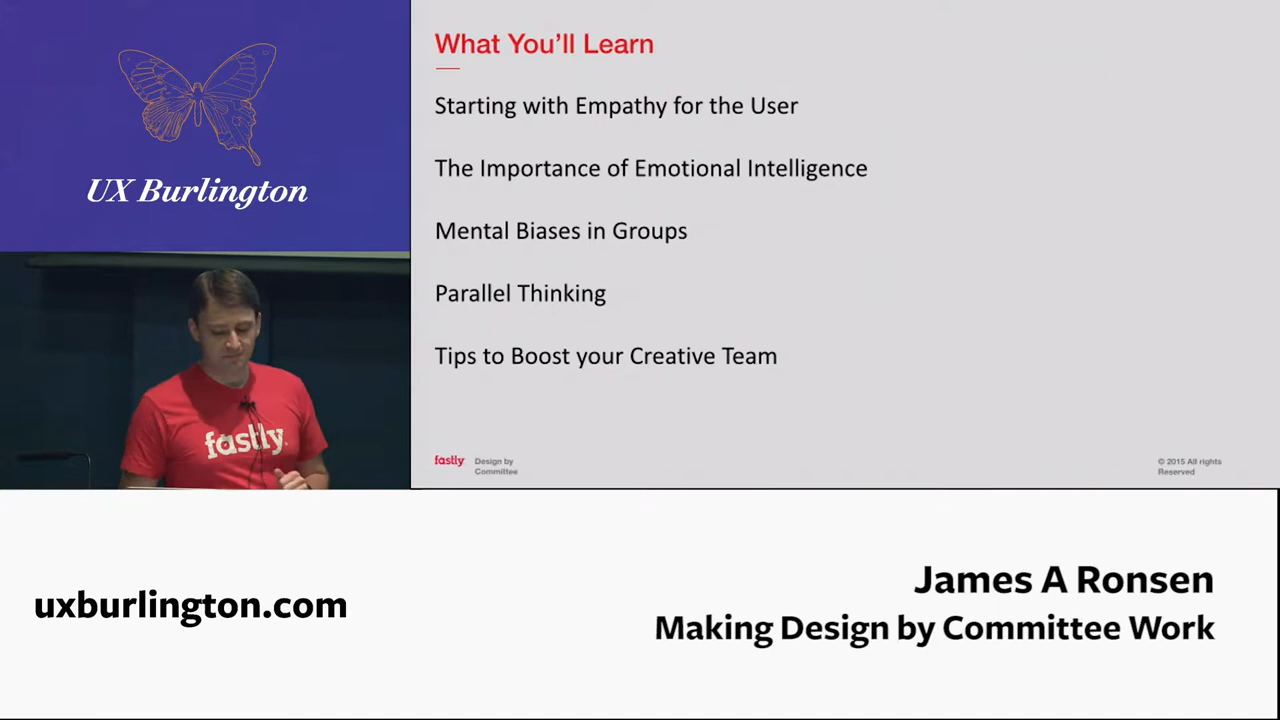 UX Burlington
fastly.
What You'll Learn
Starting with Empathy for the User
The Importance of Emotional Intelligence
Mental Biases in Groups
Parallel Thinking
Tips to Boost your Creative Team
fastly
Design by
Committee
© 2015 All rights
Reserved
uxburlington.com
James A Ronsen
Making Design by Committee Work